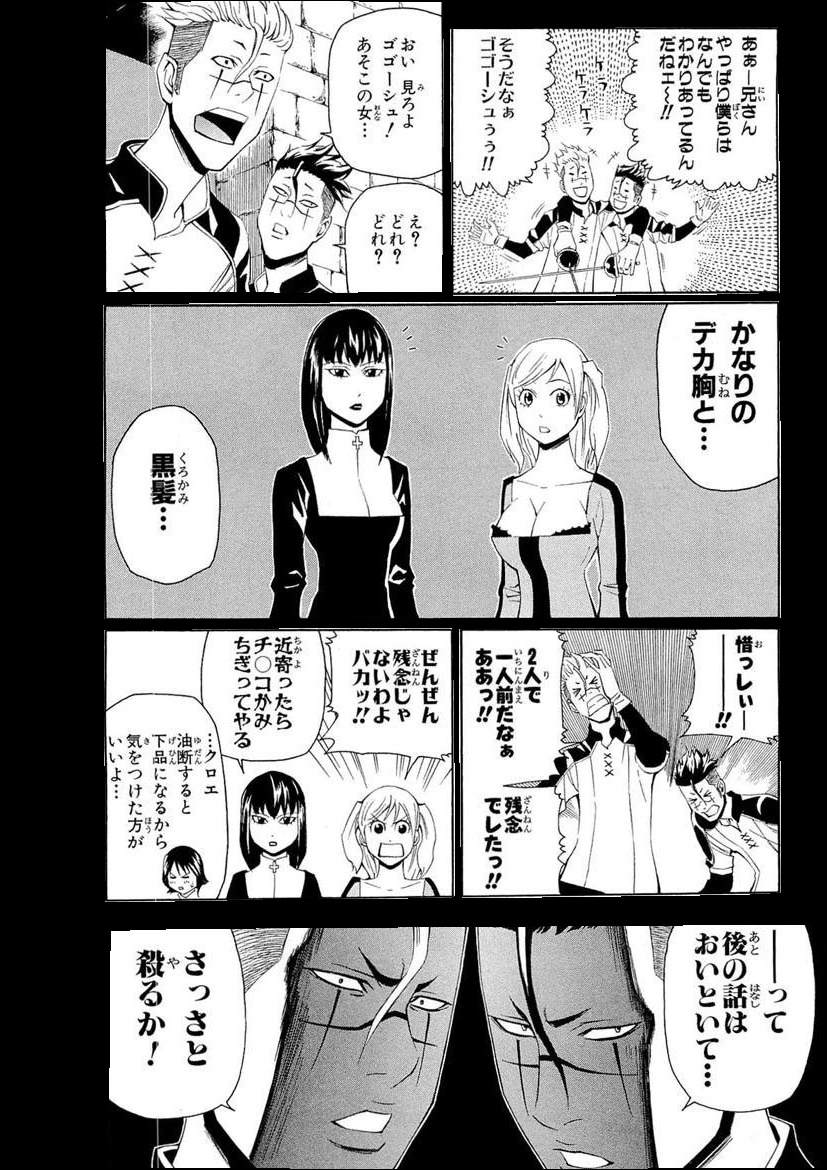 あぁー兄さん
やっぱり僕らは
なんでも
わかりあってるん
だねェ〜!!
ケラ
ケラケラ
そうだなぁ
ゴゴーシュぅぅ!!
おい 見ろよ
ゴゴーシュ!
あそこの女…
え?
どれ?
どれ?
かなりの
デカ胸と…
黒髪…
惜っしぃー
──!!
2人で
一人前だなぁ
ああっ!!
残念
でしたっ!!
ぜんぜん
残念じゃ
ないわよ
バカッ!!
近寄ったら
チ○コかみ
ちぎってやる
…クロエ
油断すると
下品になるから
気をつけた方が
いいよ…
──って
後の話は
おいといて…
さっさと
殺るか!